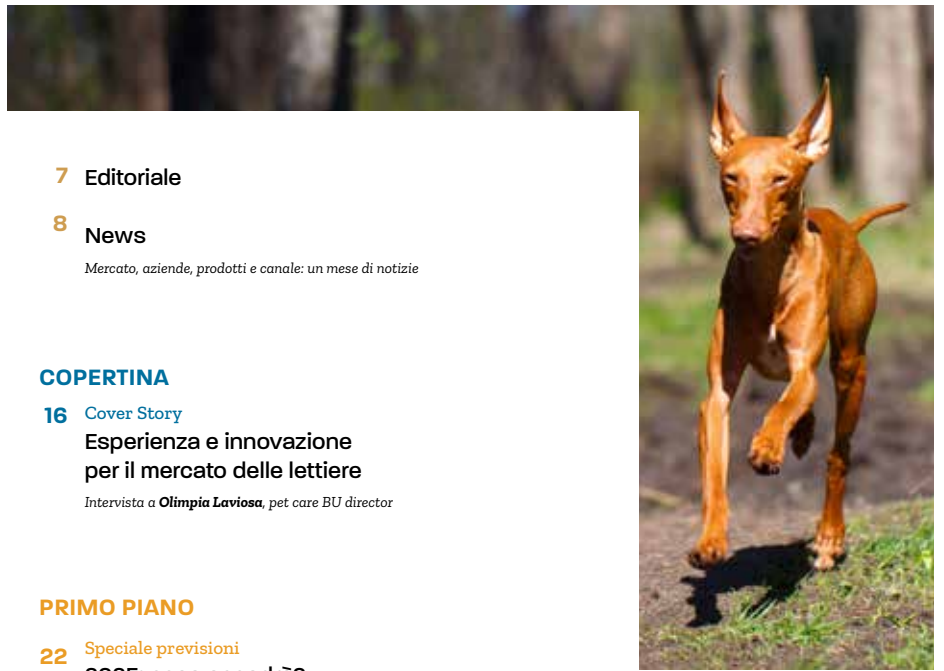 7 Editoriale
8 News
Mercato, aziende, prodotti e canale: un mese di notizie
COPERTINA
16 Cover Story
Esperienza e innovazione
per il mercato delle lettiere
Intervista a Olimpia Laviosa, pet care BU director
PRIMO PIANO
22 Speciale previsioni